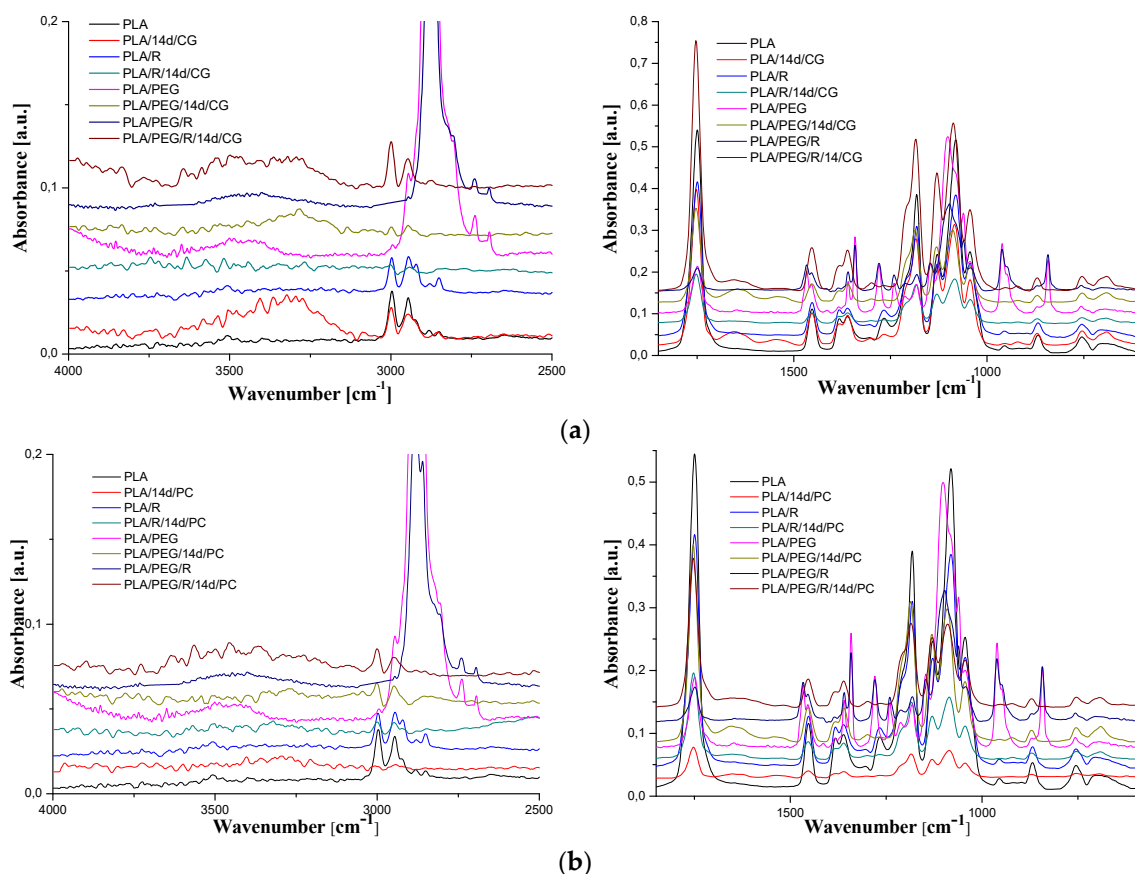 0,2
0,1
0,0
Absorbance [a.u.]
PLA
PLA/14d/CG
PLA/R
PLA/R/14d/CG
PLA/PEG
PLA/PEG/14d/CG
PLA/PEG/R
PLA/PEG/R/14d/CG
4000
3500
3000
2500
Wavenumber [cm-1]
0,8
0,7
0,6
0,5
0,4
0,3
0,2
0,1
0,0
Absorbance [a.u.]
PLA
PLA/14d/CG
PLA/R
PLA/R/14d/CG
PLA/PEG
PLA/PEG/14d/CG
PLA/PEG/R
PLA/PEG/R/14/CG
1500
1000
Wavenumber [cm-1]
(a)
0,2
0,1
0,0
Absorbance [a.u.]
PLA
PLA/14d/PC
PLA/R
PLA/R/14d/PC
PLA/PEG
PLA/PEG/14d/PC
PLA/PEG/R
PLA/PEG/R/14d/PC
4000
3500
3000
2500
Wavenumber [cm-1]
0,5
0,4
0,3
0,2
0,1
0,0
Absorbance [a.u.]
PLA
PLA/14d/PC
PLA/R
PLA/R/14d/PC
PLA/PEG
PLA/PEG/14d/PC
PLA/PEG/R
PLA/PEG/R/14d/PC
1500
1000
Wavenumber [cm-1]
(b)